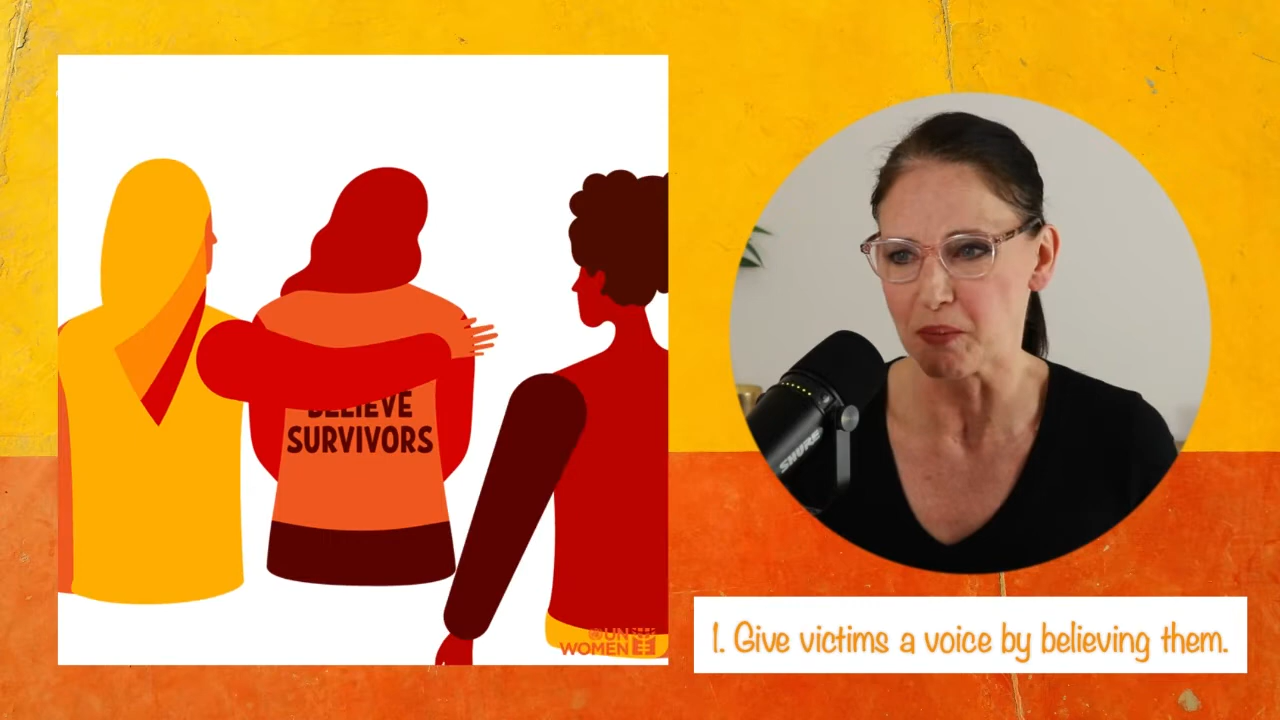 BELIEVE
SURVIVORS
UN
WOMEN
SHURE
1. Give victims a voice by believing them.